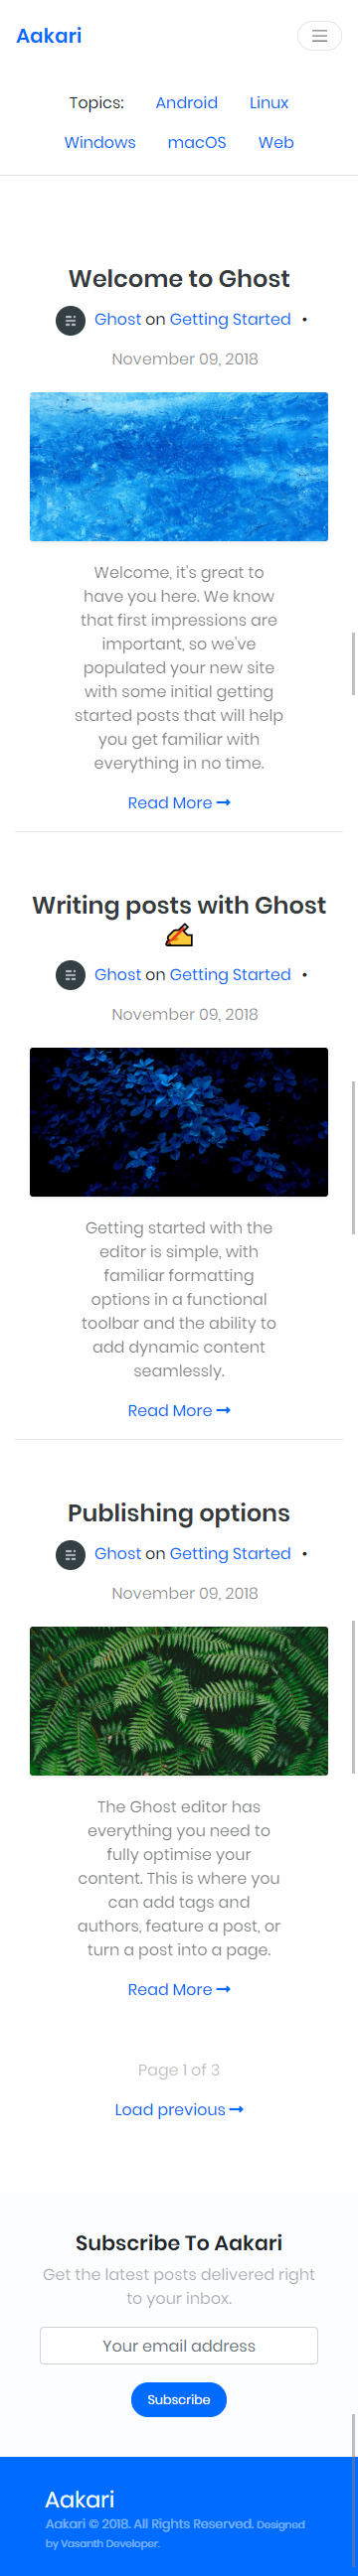 Aakari
Topics: Android Linux
Windows macOS Web
Welcome to Ghost
Ghost on Getting Started •
November 09, 2018
Welcome, it's great to
have you here. We know
that first impressions are
important, so we've
populated your new site
with some initial getting
started posts that will help
you get familiar with
everything in no time.
Read More →
Writing posts with Ghost
✍️
Ghost on Getting Started •
November 09, 2018
Getting started with the
editor is simple, with
familiar formatting
options in a functional
toolbar and the ability to
add dynamic content
seamlessly.
Read More →
Publishing options
Ghost on Getting Started •
November 09, 2018
The Ghost editor has
everything you need to
fully optimise your
content. This is where you
can add tags and
authors, feature a post, or
turn a post into a page.
Read More →
Page 1 of 3
Load previous →
Subscribe To Aakari
Get the latest posts delivered right
to your inbox.
Your email address
Subscribe
Aakari
Aakari © 2018. All Rights Reserved. Designed
by Vasanth Developer.